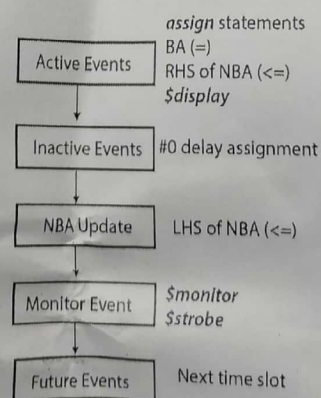 assign statements
BA (=)
Active Events
RHS of NBA (<=)
$display
Inactive Events #0 delay assignment
NBA Update LHS of NBA (<=)
Monitor Event
$monitor
$strobe
Future Events Next time slot